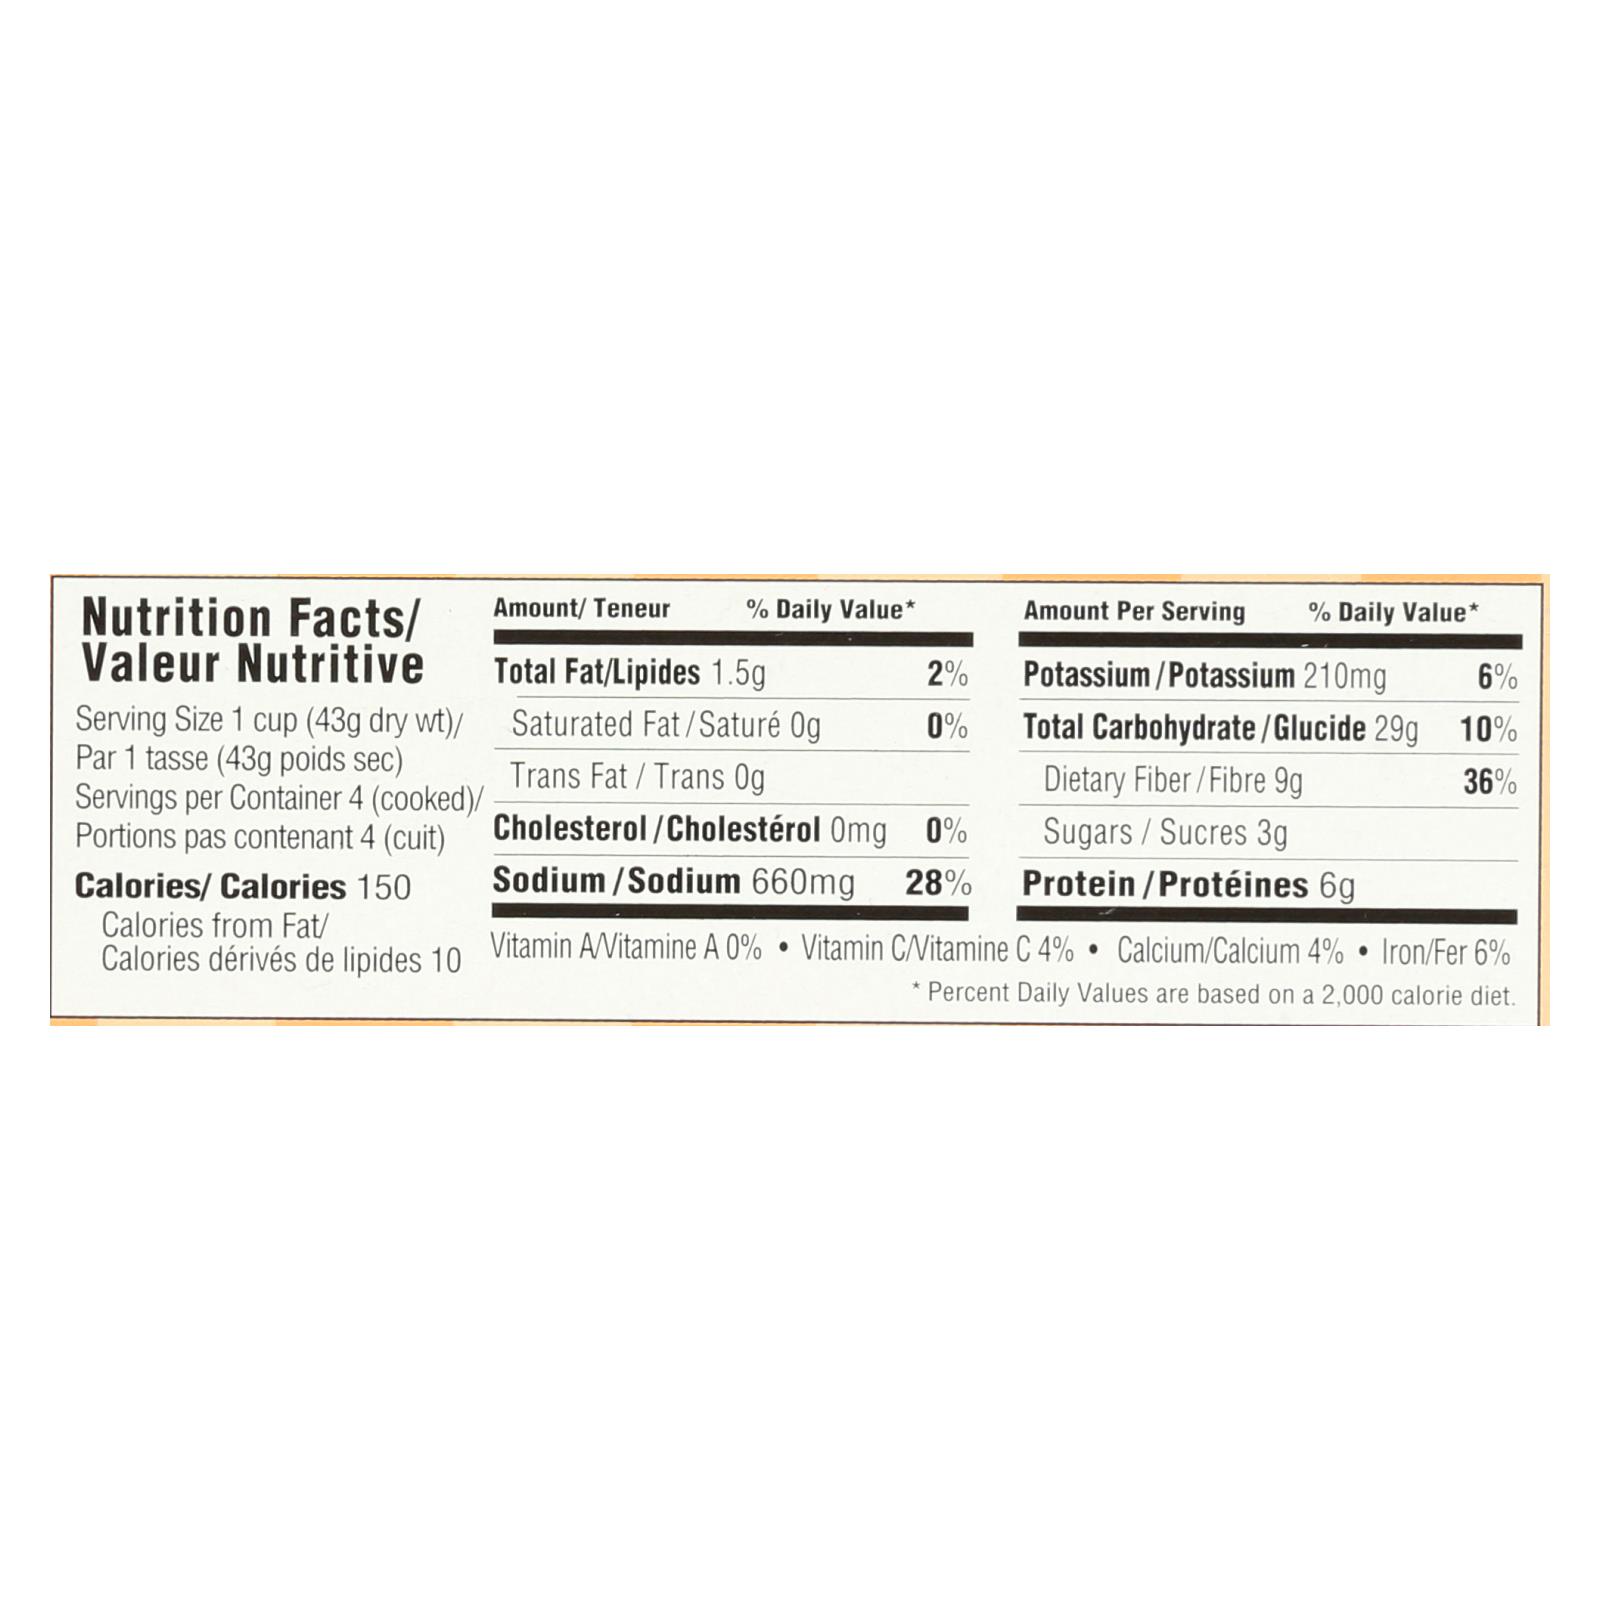 Nutrition Facts/
Valeur Nutritive
Serving Size 1 cup (43g dry wt)/
Par 1 tasse (43g poids sec)
Servings per Container 4 (cooked)/
Portions pas contenant 4 (cuit)
Calories/ Calories 150
Calories from Fat/
Calories dérivés de lipides 10
Amount/ Teneur % Daily Value*
Total Fat/Lipides 1.5g 2%
Saturated Fat / Saturé 0g 0%
Trans Fat / Trans 0g
Cholesterol / Cholestérol 0mg 0%
Sodium / Sodium 660mg 28%
Amount Per Serving % Daily Value*
Potassium / Potassium 210mg 6%
Total Carbohydrate / Glucide 29g 10%
Dietary Fiber / Fibre 9g 36%
Sugars / Sucres 3g
Protein / Protéines 6g
Vitamin A/Vitamine A 0% • Vitamin C/Vitamine C 4% • Calcium/Calcium 4% • Iron/Fer 6%
* Percent Daily Values are based on a 2,000 calorie diet.